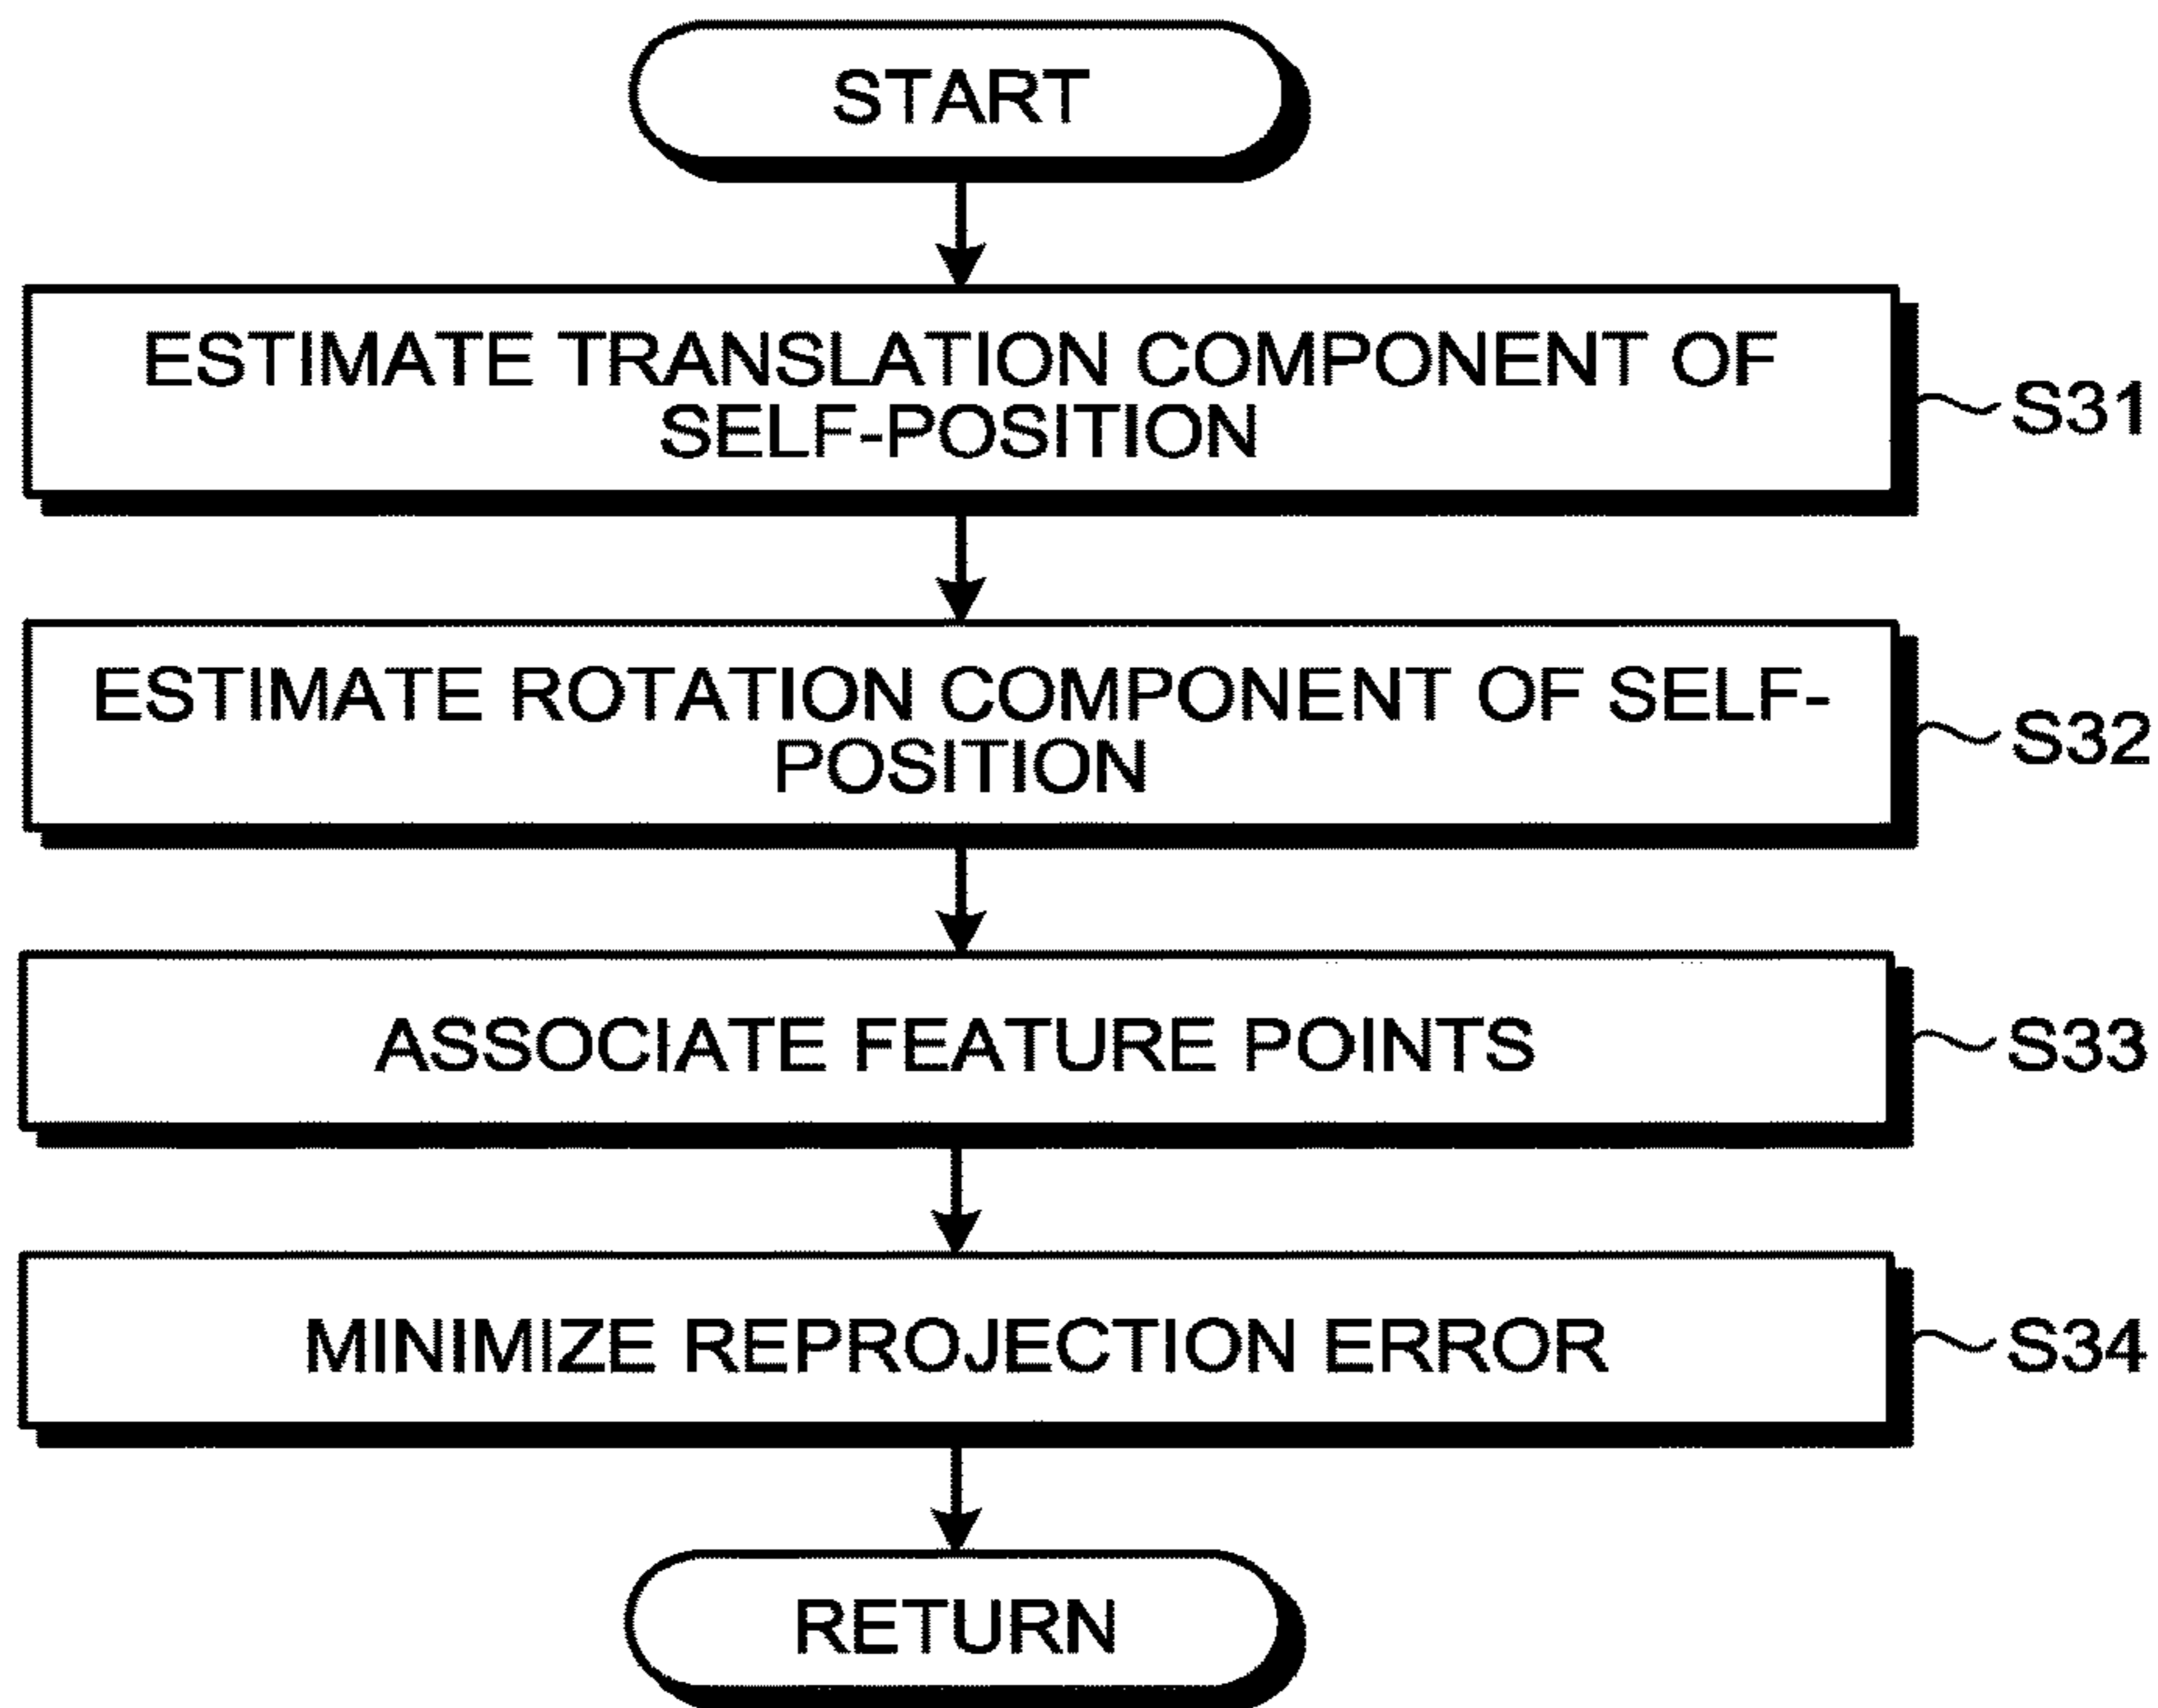 START
ESTIMATE TRANSLATION COMPONENT OF
SELF-POSITION
S31
ESTIMATE ROTATION COMPONENT OF SELF-
POSITION
S32
ASSOCIATE FEATURE POINTS
S33
MINIMIZE REPROJECTION ERROR
S34
RETURN